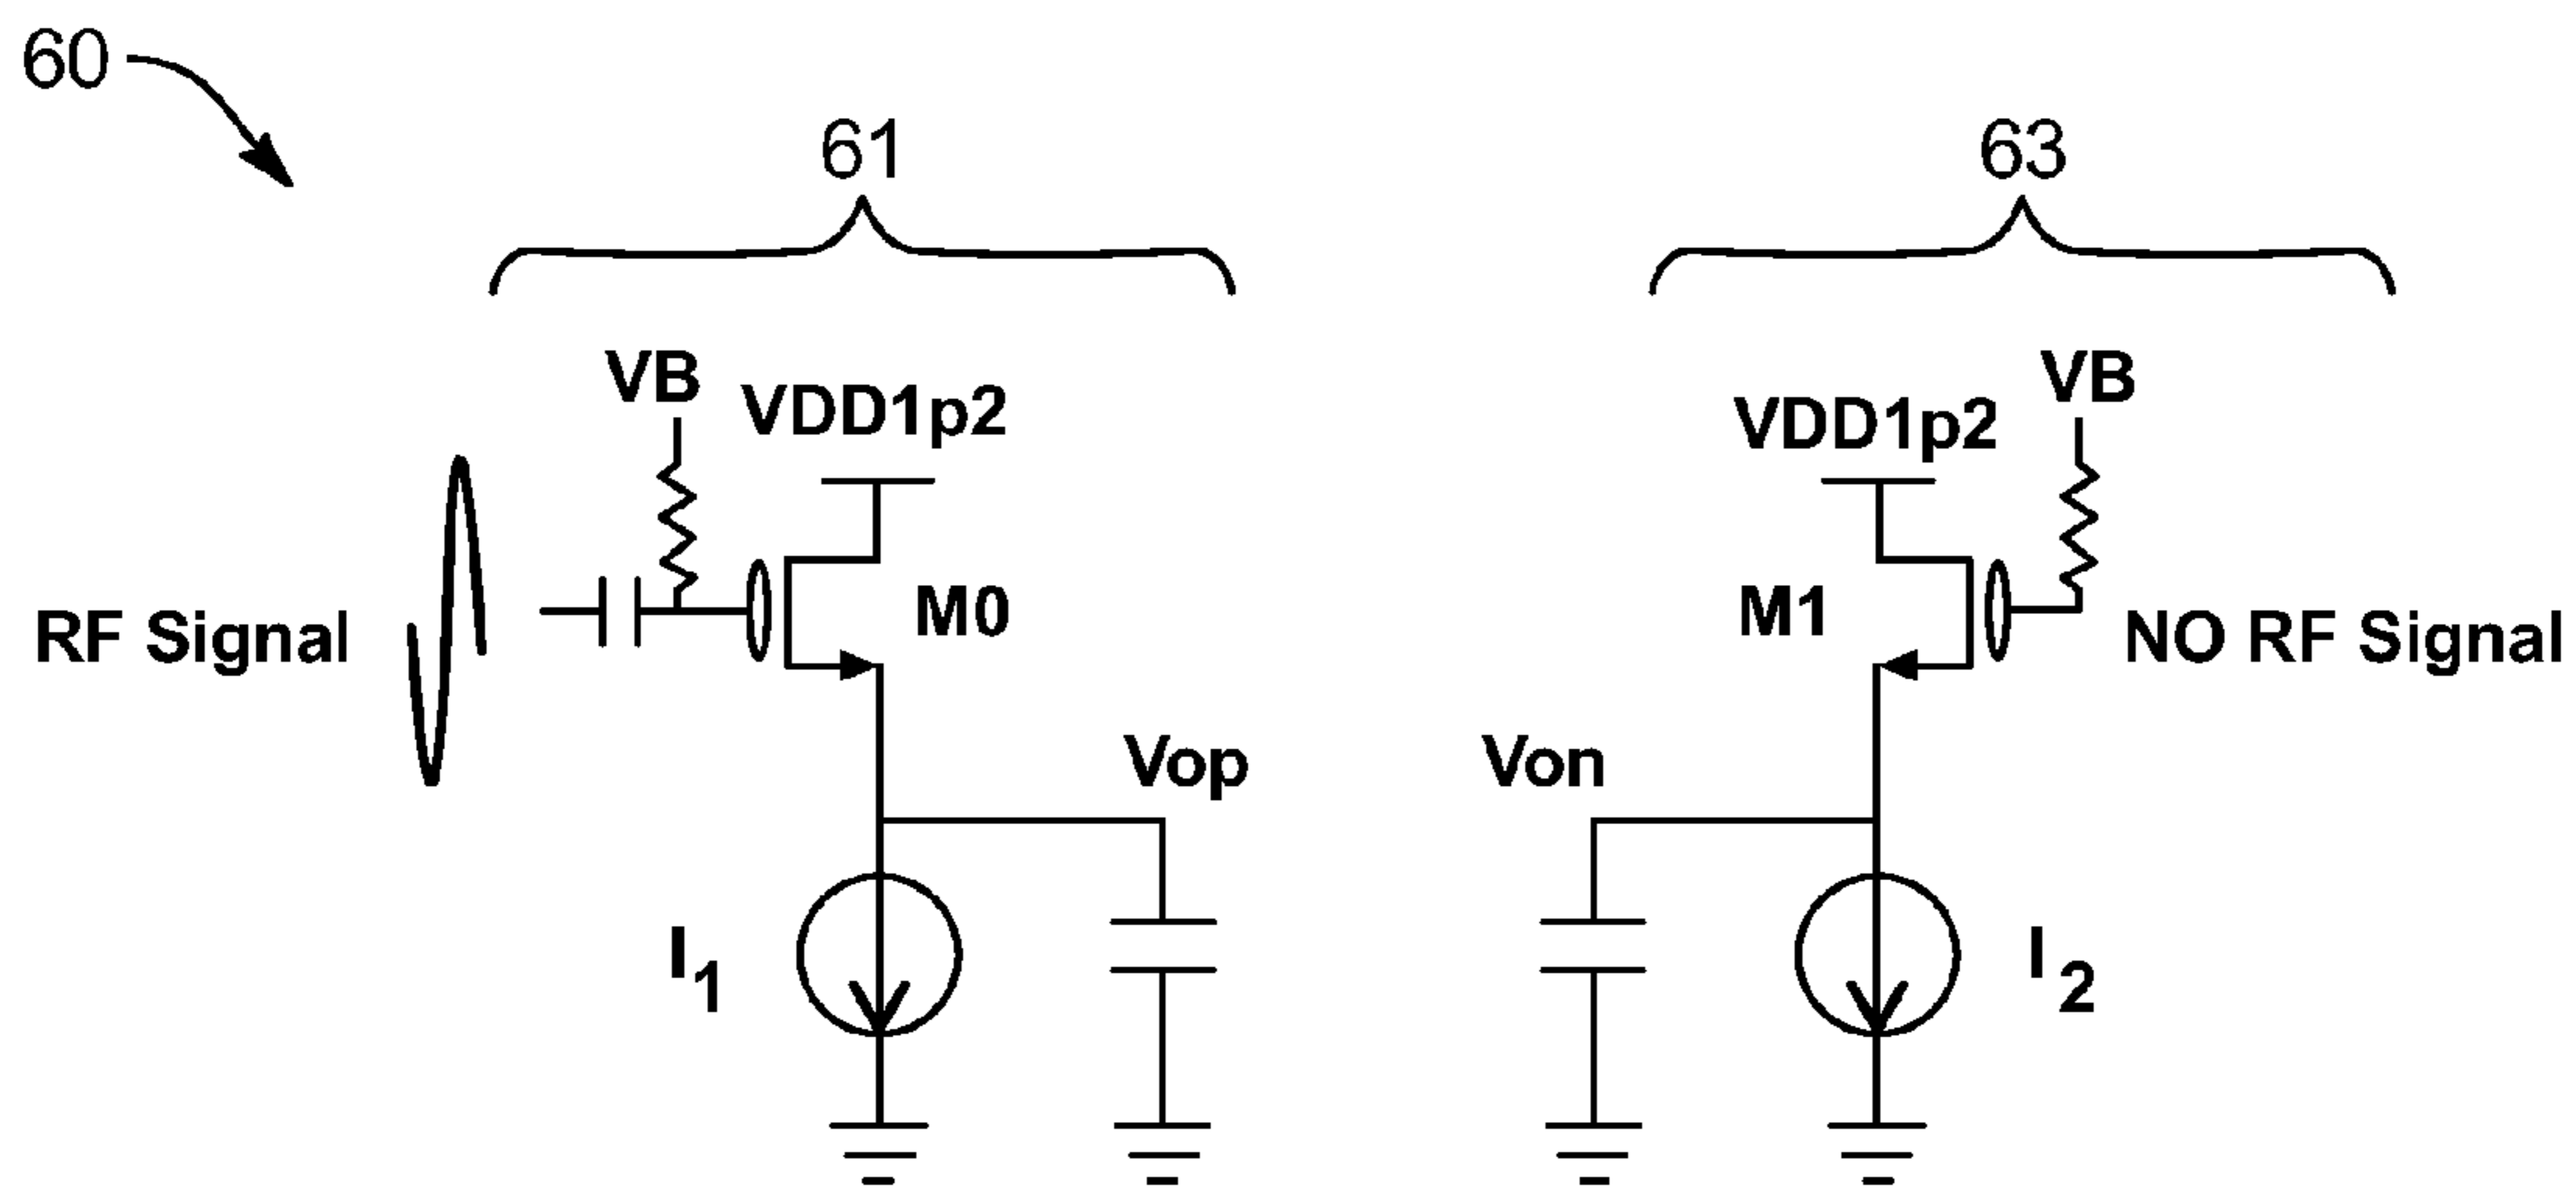 60
61
63
VB
VDD1p2
VDD1p2
VB
RF Signal
M0
M1
NO RF Signal
Vop
Von
I1
I2